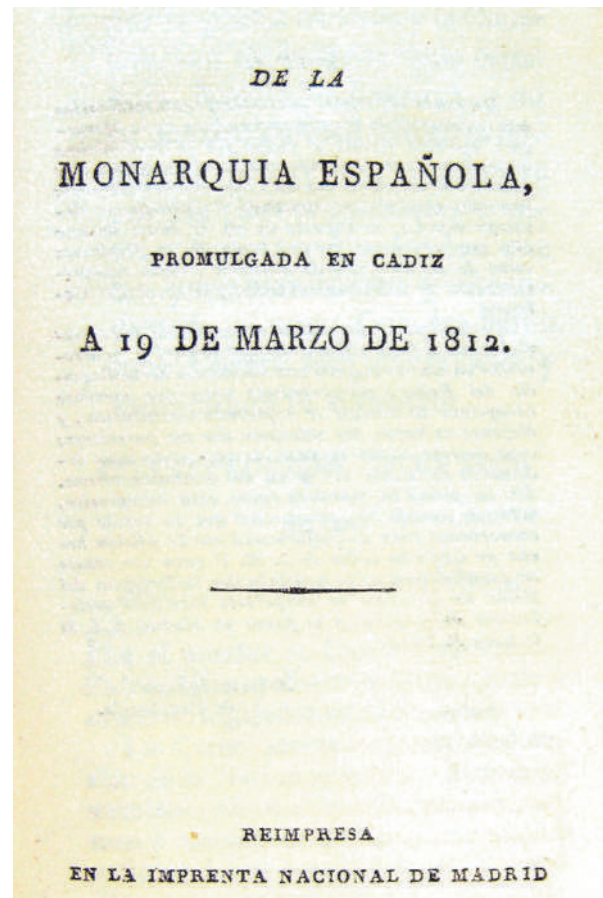 DE LA
MONARQUIA ESPAÑOLA,
PROMULGADA EN CADIZ
A 19 DE MARZO DE 1812.
REIMPRESA
EN LA IMPRENTA NACIONAL DE MADRID